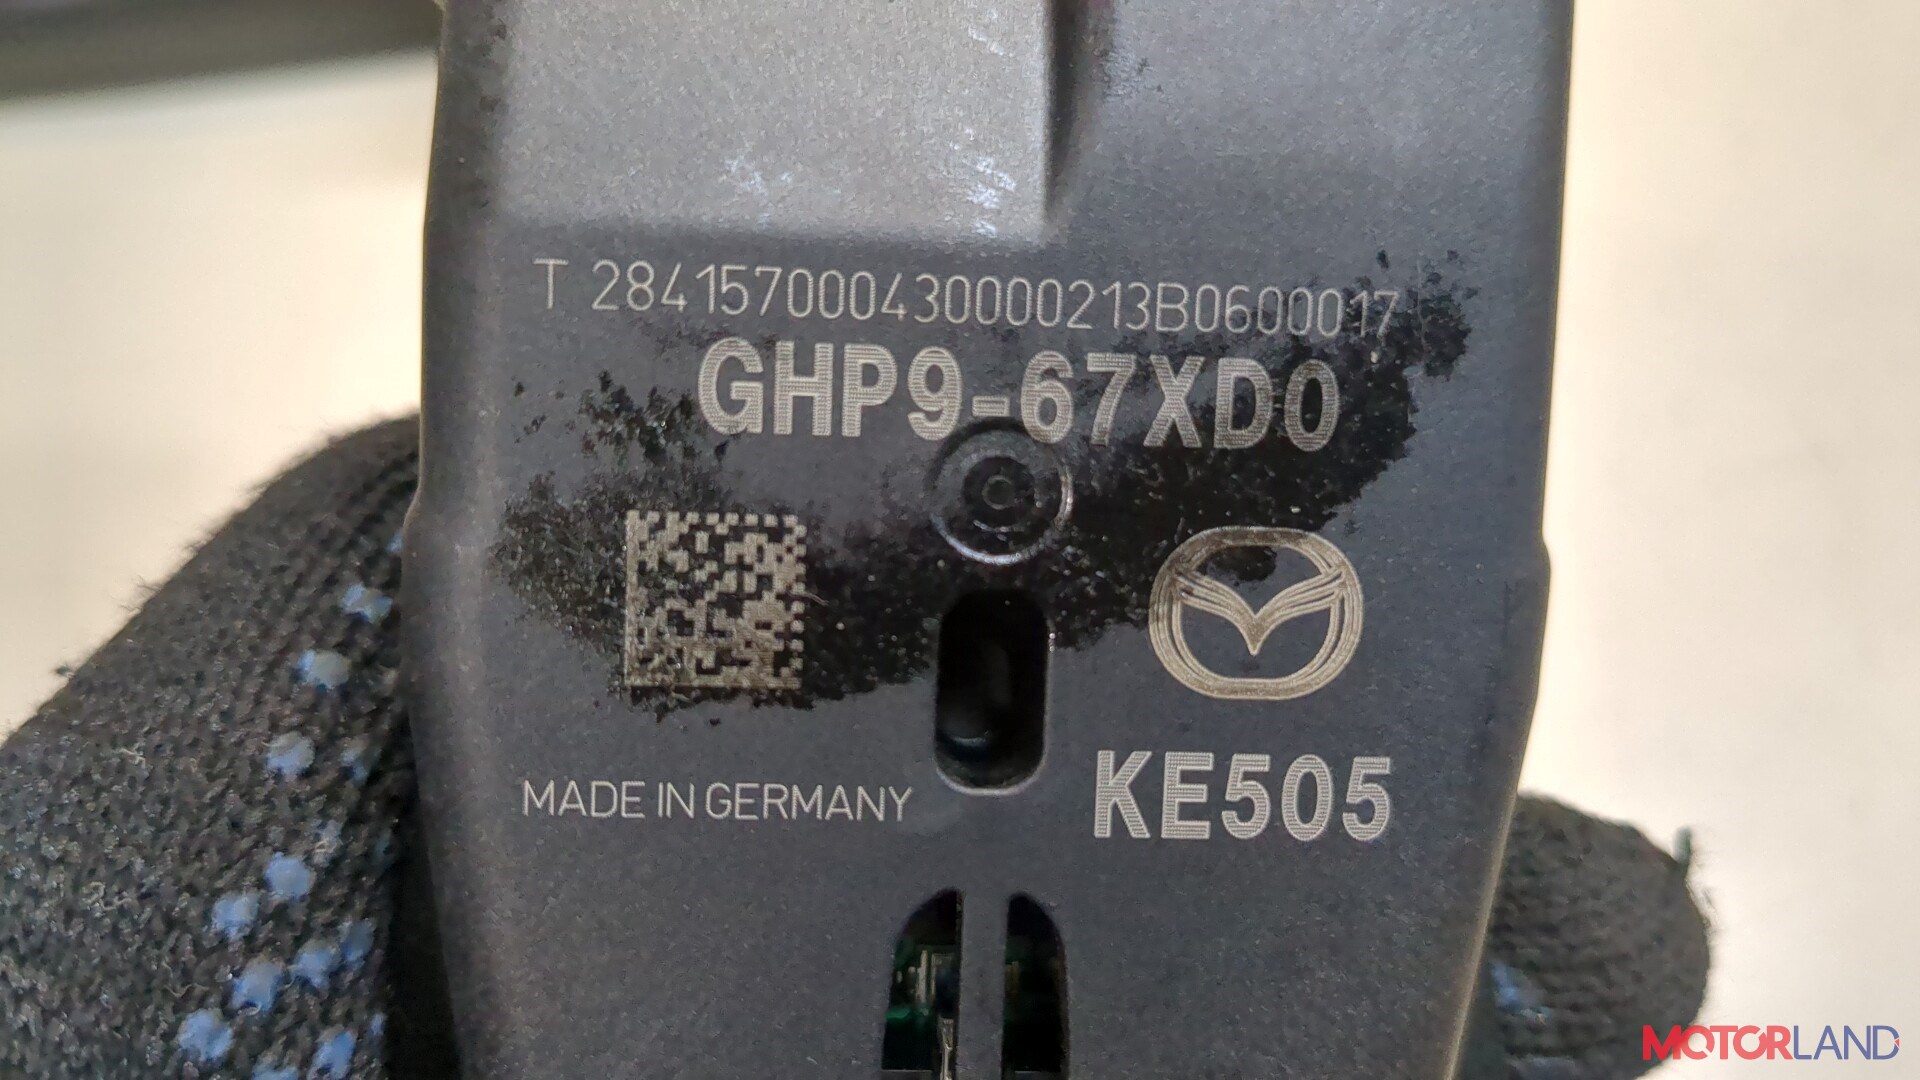 T 284157000430000213B0600017
GHP9-67XD0
MADE IN GERMANY
KE505
MOTORLAND